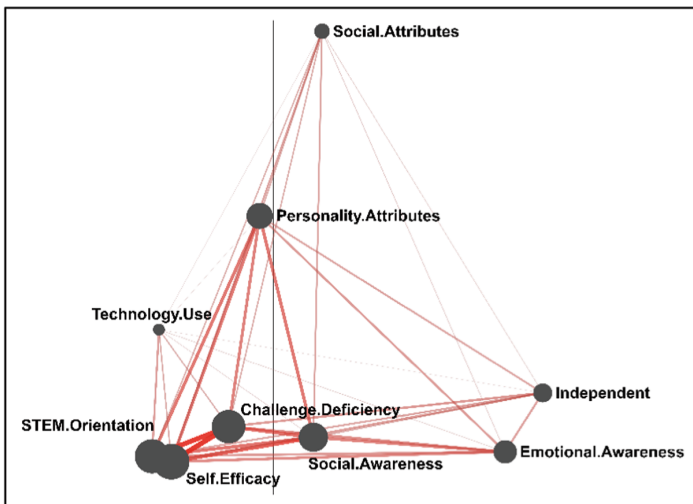 Social.Attributes
Personality.Attributes
Technology.Use
Independent
Challenge.Deficiency
STEM.Orientation
Emotional.Awareness
Social.Awareness
Self.Efficacy